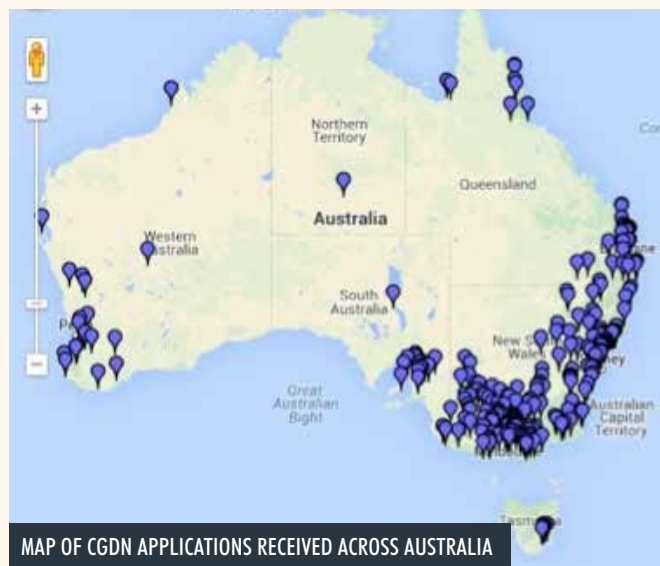 Northern
Territory
Queensland
Australia
Western
Australia
South
Australia
New South
Wales
Great
Australian
Bight
Australian
Capital
Territory
MAP OF CGDN APPLICATIONS RECEIVED ACROSS AUSTRALIA